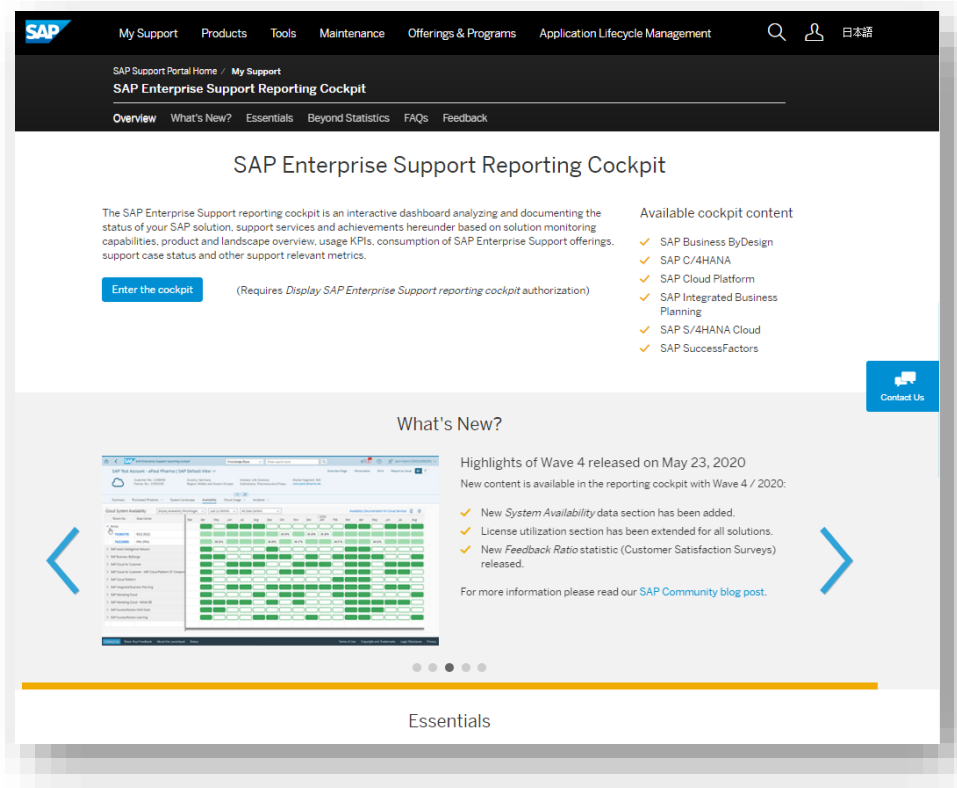 SAP
My Support Products Tools Maintenance Offerings & Programs Application Lifecycle Management 日本語
SAP Support Portal Home / My Support
SAP Enterprise Support Reporting Cockpit
Overview What's New? Essentials Beyond Statistics FAQs Feedback
SAP Enterprise Support Reporting Cockpit
The SAP Enterprise Support reporting cockpit is an interactive dashboard analyzing and documenting the
status of your SAP solution, support services and achievements hereunder based on solution monitoring
capabilities, product and landscape overview, usage KPIs, consumption of SAP Enterprise Support offerings,
support case status and other support relevant metrics.
Enter the cockpit
(Requires Display SAP Enterprise Support reporting cockpit authorization)
Available cockpit content
SAP Business ByDesign
SAP C/4HANA
SAP Cloud Platform
SAP Integrated Business
Planning
SAP S/4HANA Cloud
SAP SuccessFactors
Contact Us
What's New?
Highlights of Wave 4 released on May 23, 2020
New content is available in the reporting cockpit with Wave 4 / 2020:
New System Availability data section has been added.
License utilization section has been extended for all solutions.
New Feedback Ratio statistic (Customer Satisfaction Surveys)
released.
For more information please read our SAP Community blog post.
Essentials